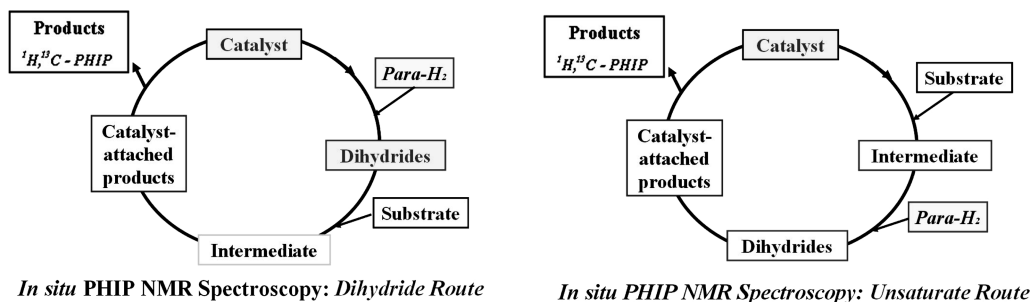 Products
¹H,¹³C - PHIP
Catalyst
Para-H₂
Catalyst-
attached
products
Dihydrides
Substrate
Intermediate
In situ PHIP NMR Spectroscopy: Dihydride Route
Products
¹H,¹³C - PHIP
Catalyst
Substrate
Catalyst-
attached
products
Intermediate
Para-H₂
Dihydrides
In situ PHIP NMR Spectroscopy: Unsaturate Route